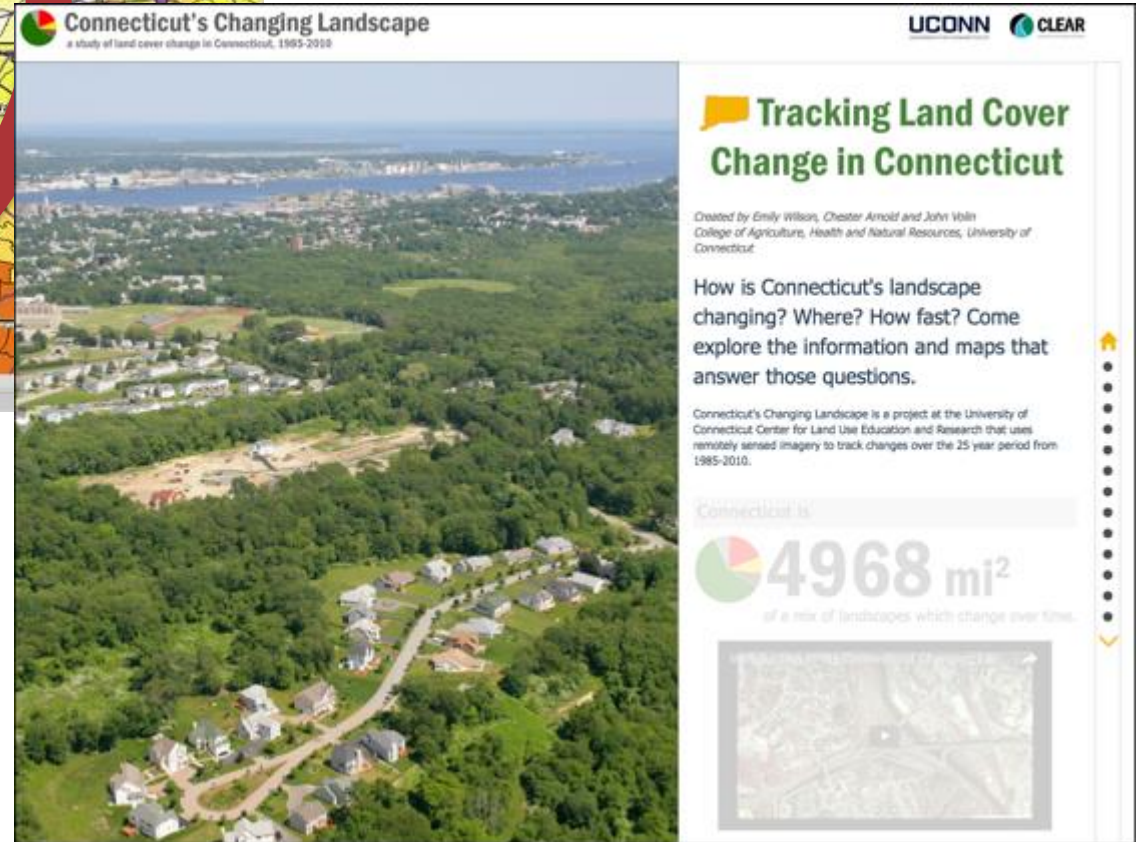 Connecticut's Changing Landscape
a study of land cover change in Connecticut, 1985-2010
UCONN CLEAR
Tracking Land Cover
Change in Connecticut
Created by Emily Wilson, Chester Arnold and John Volin
College of Agriculture, Health and Natural Resources, University of
Connecticut
How is Connecticut's landscape
changing? Where? How fast? Come
explore the information and maps that
answer those questions.
Connecticut's Changing Landscape is a project at the University of
Connecticut Center for Land Use Education and Research that uses
remotely sensed imagery to track changes over the 25 year period from
1985-2010.
Connecticut is
4968 mi²
of a mix of landscapes which change over time.